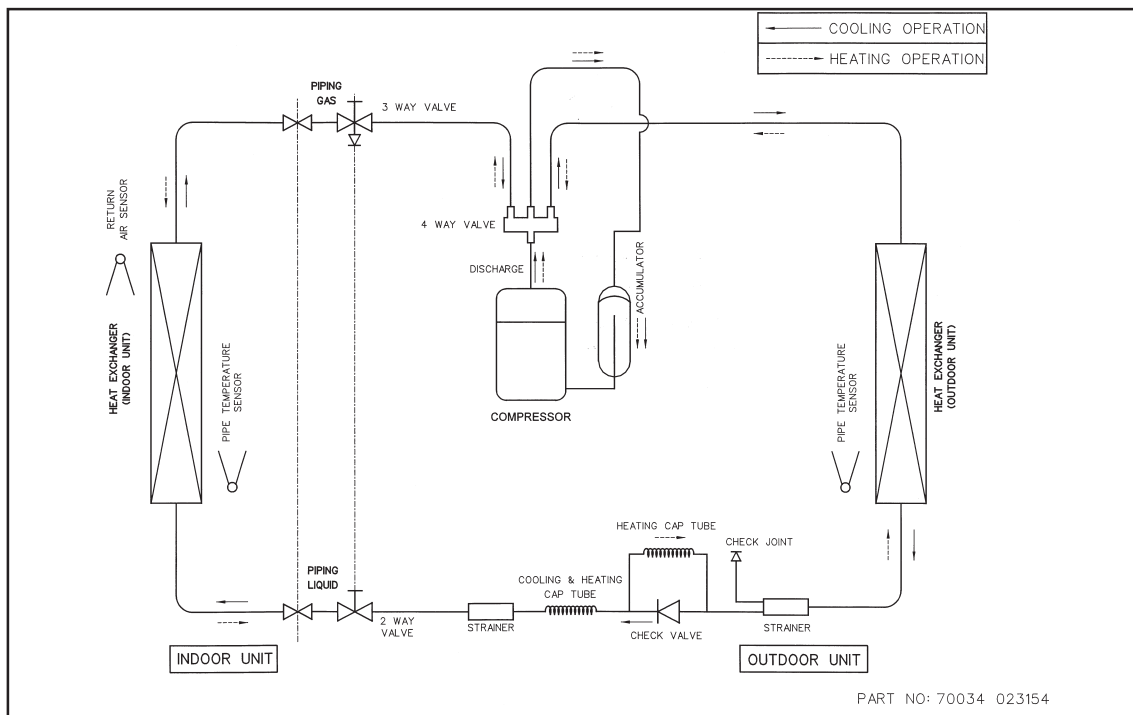 COOLING OPERATION
HEATING OPERATION
PIPING
GAS
3 WAY VALVE
RETURN
AIR SENSOR
4 WAY VALVE
DISCHARGE
ACCUMULATOR
COMPRESSOR
HEAT EXCHANGER
(INDOOR UNIT)
PIPE TEMPERATURE
SENSOR
PIPE TEMPERATURE
SENSOR
HEAT EXCHANGER
(OUTDOOR UNIT)
HEATING CAP TUBE
CHECK JOINT
PIPING
LIQUID
COOLING & HEATING
CAP TUBE
2 WAY
VALVE
STRAINER
CHECK VALVE
STRAINER
INDOOR UNIT
OUTDOOR UNIT
PART NO: 70034 023154